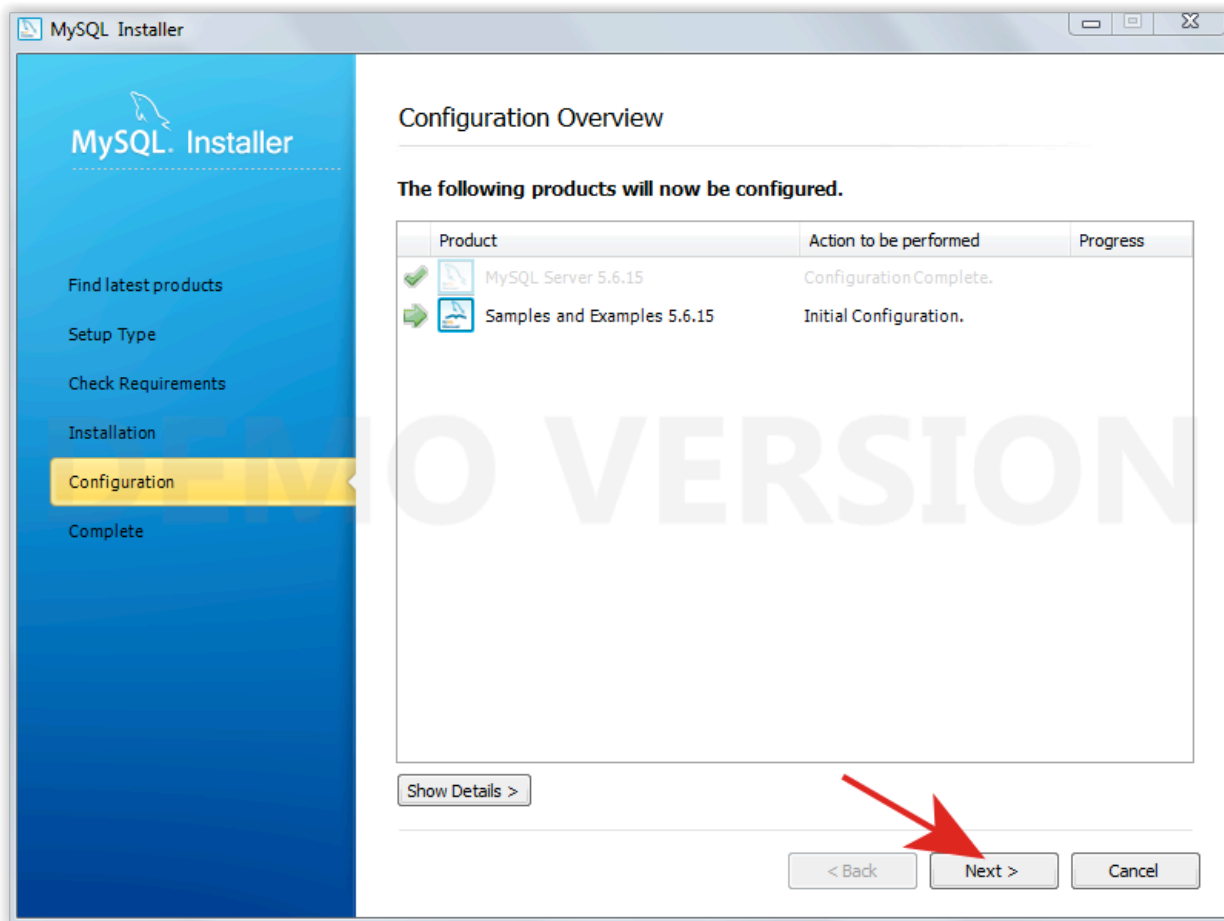 MySQL Installer
MySQL. Installer
Configuration Overview
The following products will now be configured.
Product Action to be performed Progress
MySQL Server 5.6.15 Configuration Complete.
Samples and Examples 5.6.15 Initial Configuration.
Find latest products
Setup Type
Check Requirements
Installation
Configuration
Complete
DEMO VERSION
Show Details >
< Back Next > Cancel